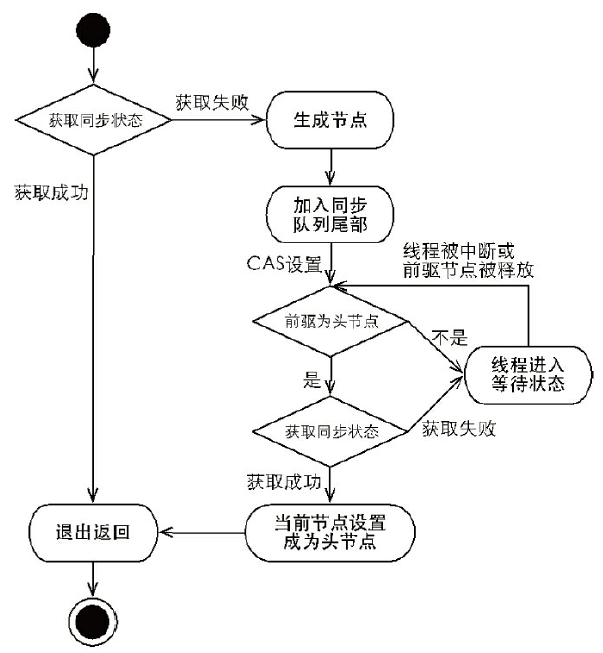 获取同步状态
获取失败
生成节点
获取成功
加入同步
队列尾部
CAS设置
线程被中断或
前驱节点被释放
前驱为头节点
不是
线程进入
等待状态
是
获取同步状态
获取失败
获取成功
退出返回
当前节点设置
成为头节点